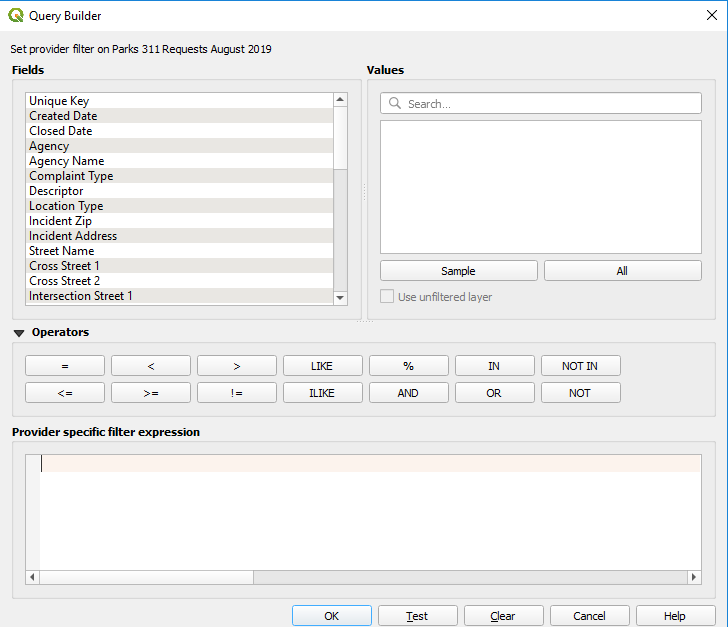 Query Builder
Set provider filter on Parks 311 Requests August 2019
Fields
Values
Unique Key
Created Date
Closed Date
Agency
Agency Name
Complaint Type
Descriptor
Location Type
Incident Zip
Incident Address
Street Name
Cross Street 1
Cross Street 2
Intersection Street 1
Search...
Sample
All
Use unfiltered layer
Operators
= < > LIKE % IN NOT IN
<= >= != ILIKE AND OR NOT
Provider specific filter expression
OK Test Clear Cancel Help